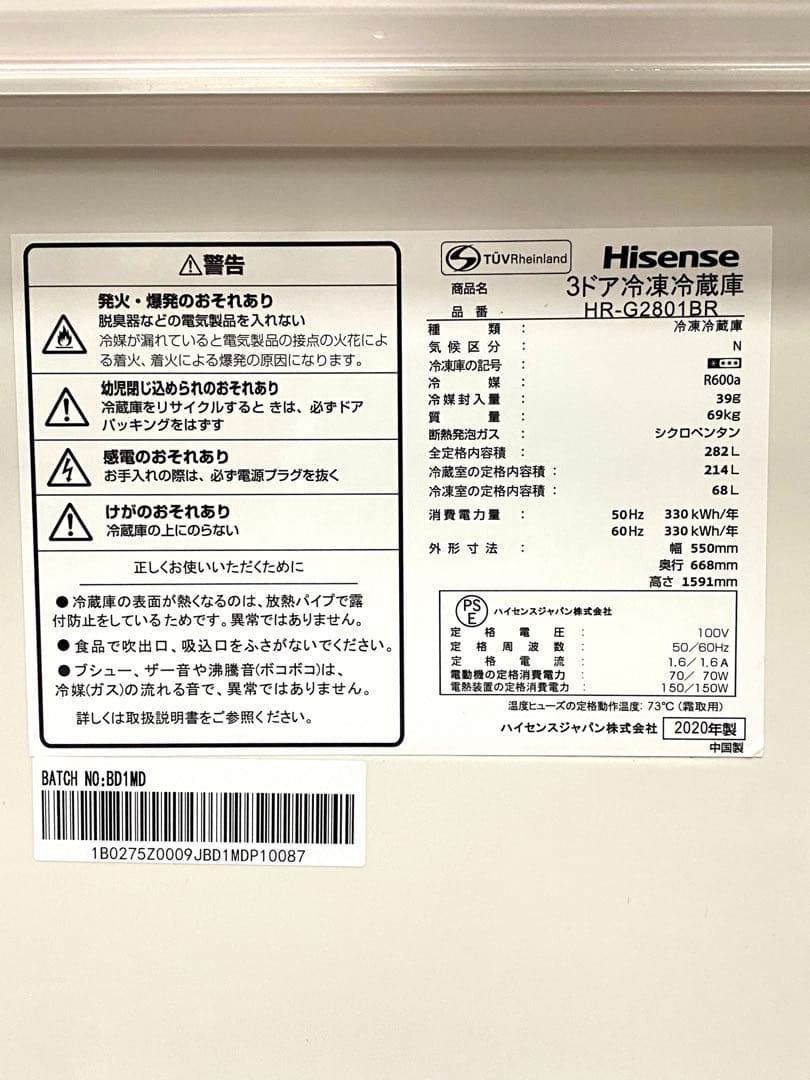 ⚠警告
発火・爆発のおそれあり
脱臭器などの電気製品を入れない
冷媒が漏れていると電気製品の接点の火花によ
る着火、着火による爆発の原因になります。
幼児閉じ込められのおそれあり
冷蔵庫をリサイクルすると きは、必ずドア
パッキングをはずす
感電のおそれあり
お手入れの際は、必ず電源プラグを抜く
けがのおそれあり
冷蔵庫の上にのらない
正しくお使いいただくために
●冷蔵庫の表面が熱くなるのは、放熱パイプで露
付防止をしているためです。異常ではありません。
●食品で吹出口、吸込口をふさがないでください。
●ブシュー、ザー音や沸騰音(ボコボコ)は、
冷媒(ガス)の流れる音で、異常ではありません。
詳しくは取扱説明書をご参照ください。
TÜVRheinland
Hisense
商品名 3ドア冷凍冷蔵庫
品番 HR-G2801BR
種類 : 冷凍冷蔵庫
気候区分 : N
冷凍庫の記号 :
冷媒 : R600a
冷媒封入量 : 39g
質量 : 69kg
断熱発泡ガス : シクロペンタン
全定格内容積 : 282L
冷蔵室の定格内容積 : 214L
冷凍室の定格内容積 : 68L
消費電力量 : 50Hz 330kWh/年
60Hz 330kWh/年
外形寸法 : 幅 550mm
奥行 668mm
高さ 1591mm
PSE ハイセンスジャパン株式会社
定格電圧 : 100V
定格周波数 : 50/60Hz
定格電流 : 1.6/1.6A
電動機の定格消費電力 : 70/ 70W
電熱装置の定格消費電力 : 150/150W
温度ヒューズの定格動作温度: 73℃(霜取用)
ハイセンスジャパン株式会社 2020年製
中国製
BATCH NO:BD1MD
1B0275Z0009JBD1MDP10087